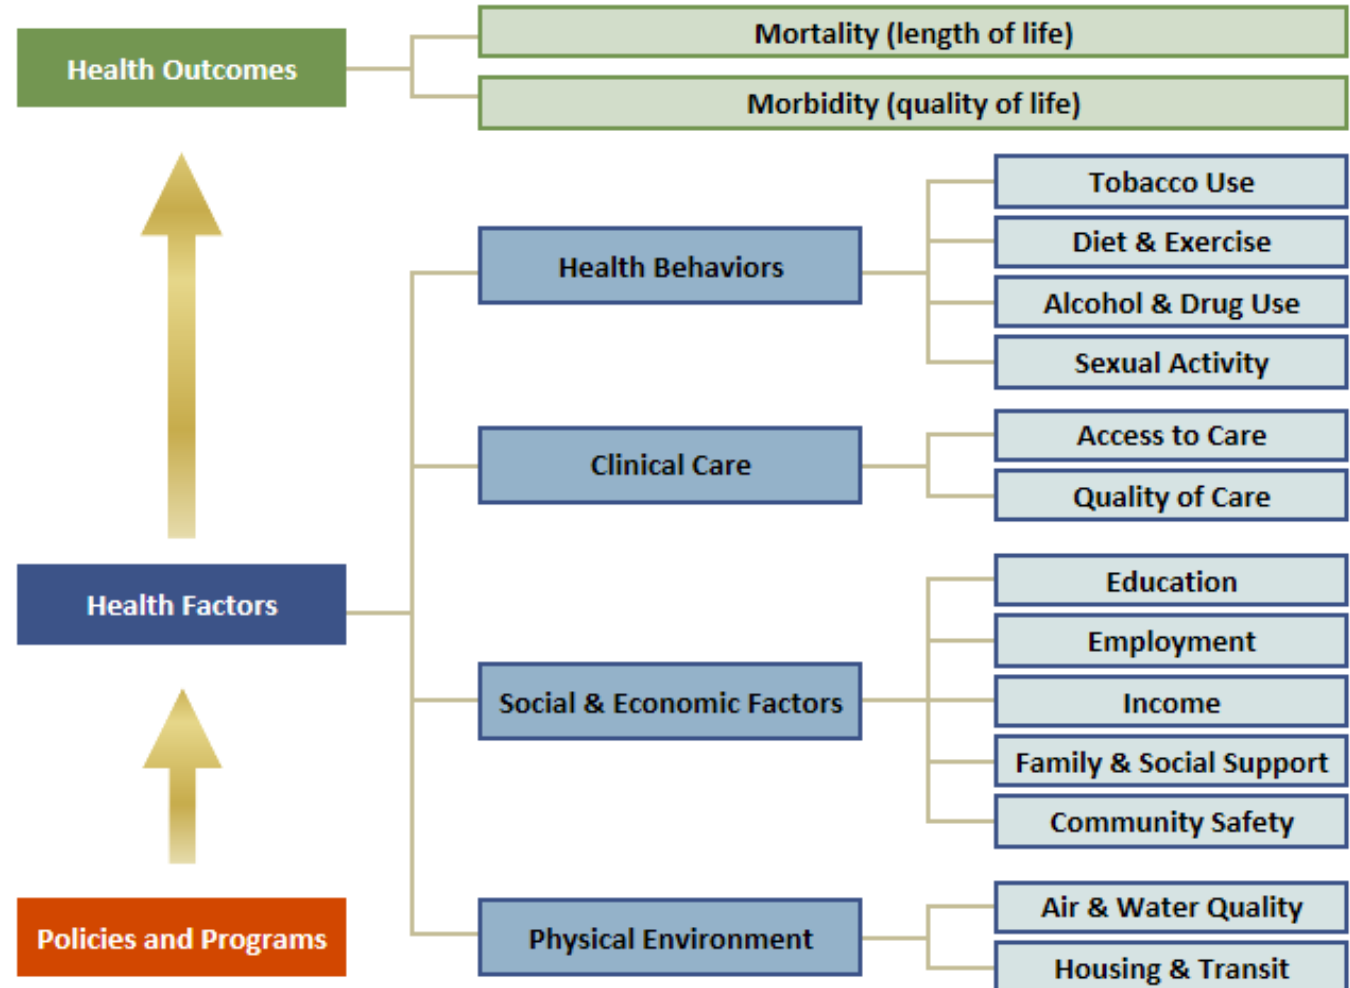 Health Outcomes
Mortality (length of life)
Morbidity (quality of life)
Health Factors
Health Behaviors
Tobacco Use
Diet & Exercise
Alcohol & Drug Use
Sexual Activity
Clinical Care
Access to Care
Quality of Care
Social & Economic Factors
Education
Employment
Income
Family & Social Support
Community Safety
Physical Environment
Air & Water Quality
Housing & Transit
Policies and Programs